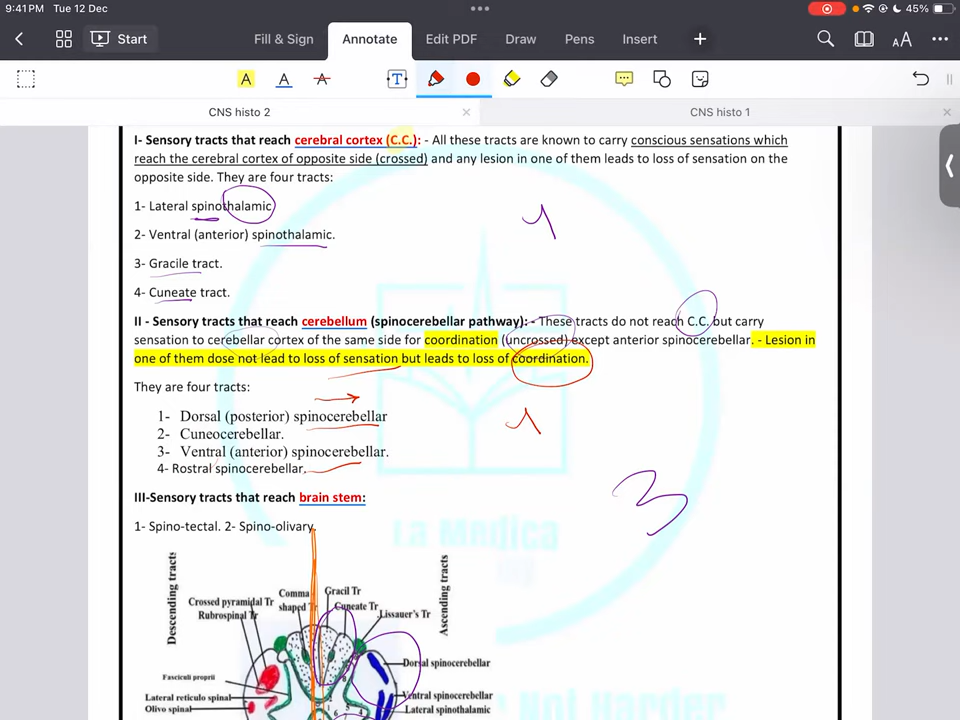 9:41 PM Tue 12 Dec
45%
Start
Fill & Sign
Annotate
Edit PDF
Draw
Pens
Insert
CNS histo 2
CNS histo 1
I- Sensory tracts that reach cerebral cortex (C.C.): - All these tracts are known to carry conscious sensations which
reach the cerebral cortex of opposite side (crossed) and any lesion in one of them leads to loss of sensation on the
opposite side. They are four tracts:
1- Lateral spinothalamic
2- Ventral (anterior) spinothalamic.
3- Gracile tract.
4- Cuneate tract.
II - Sensory tracts that reach cerebellum (spinocerebellar pathway): - These tracts do not reach C.C. but carry
sensation to cerebellar cortex of the same side for coordination (uncrossed) except anterior spinocerebellar. - Lesion in
one of them dose not lead to loss of sensation but leads to loss of coordination.
They are four tracts:
1- Dorsal (posterior) spinocerebellar
2- Cuneocerebellar.
3- Ventral (anterior) spinocerebellar.
4- Rostral spinocerebellar.
3
III-Sensory tracts that reach brain stem:
1- Spino-tectal. 2- Spino-olivary
La Medica
Descending tracts
Crossed pyramidal Tr
Rubrospinal Tr
Comma
shaped Tr
Gracil Tr
Cuneate Tr
Lissauer's Tr
Ascending tracts
Fasciculi proprii
Lateral reticulo spinal
Olivo spinal
Dorsal spinocerebellar
Ventral spinocerebellar
Lateral spinothalamic
Not Harder